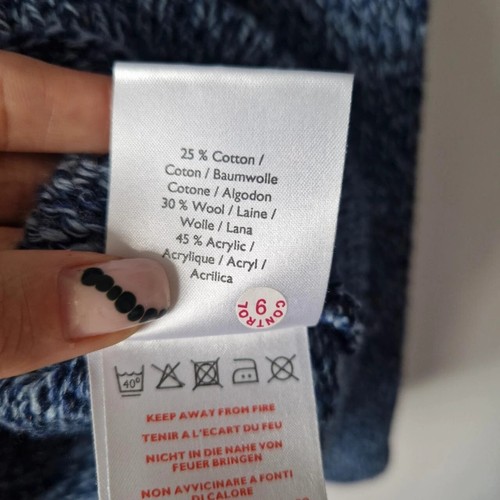 25 % Cotton /
Coton / Baumwolle
Cotone / Algodon
30 % Wool / Laine /
Wolle / Lana
45 % Acrylic /
Acrylique / Acryl /
Acrilica
CONTROL
9
40°
KEEP AWAY FROM FIRE
TENIR A L'ECART DU FEU
NICHT IN DIE NAHE VON
FEUER BRINGEN
NON AVVICINARE A FONTI
DI CALORE